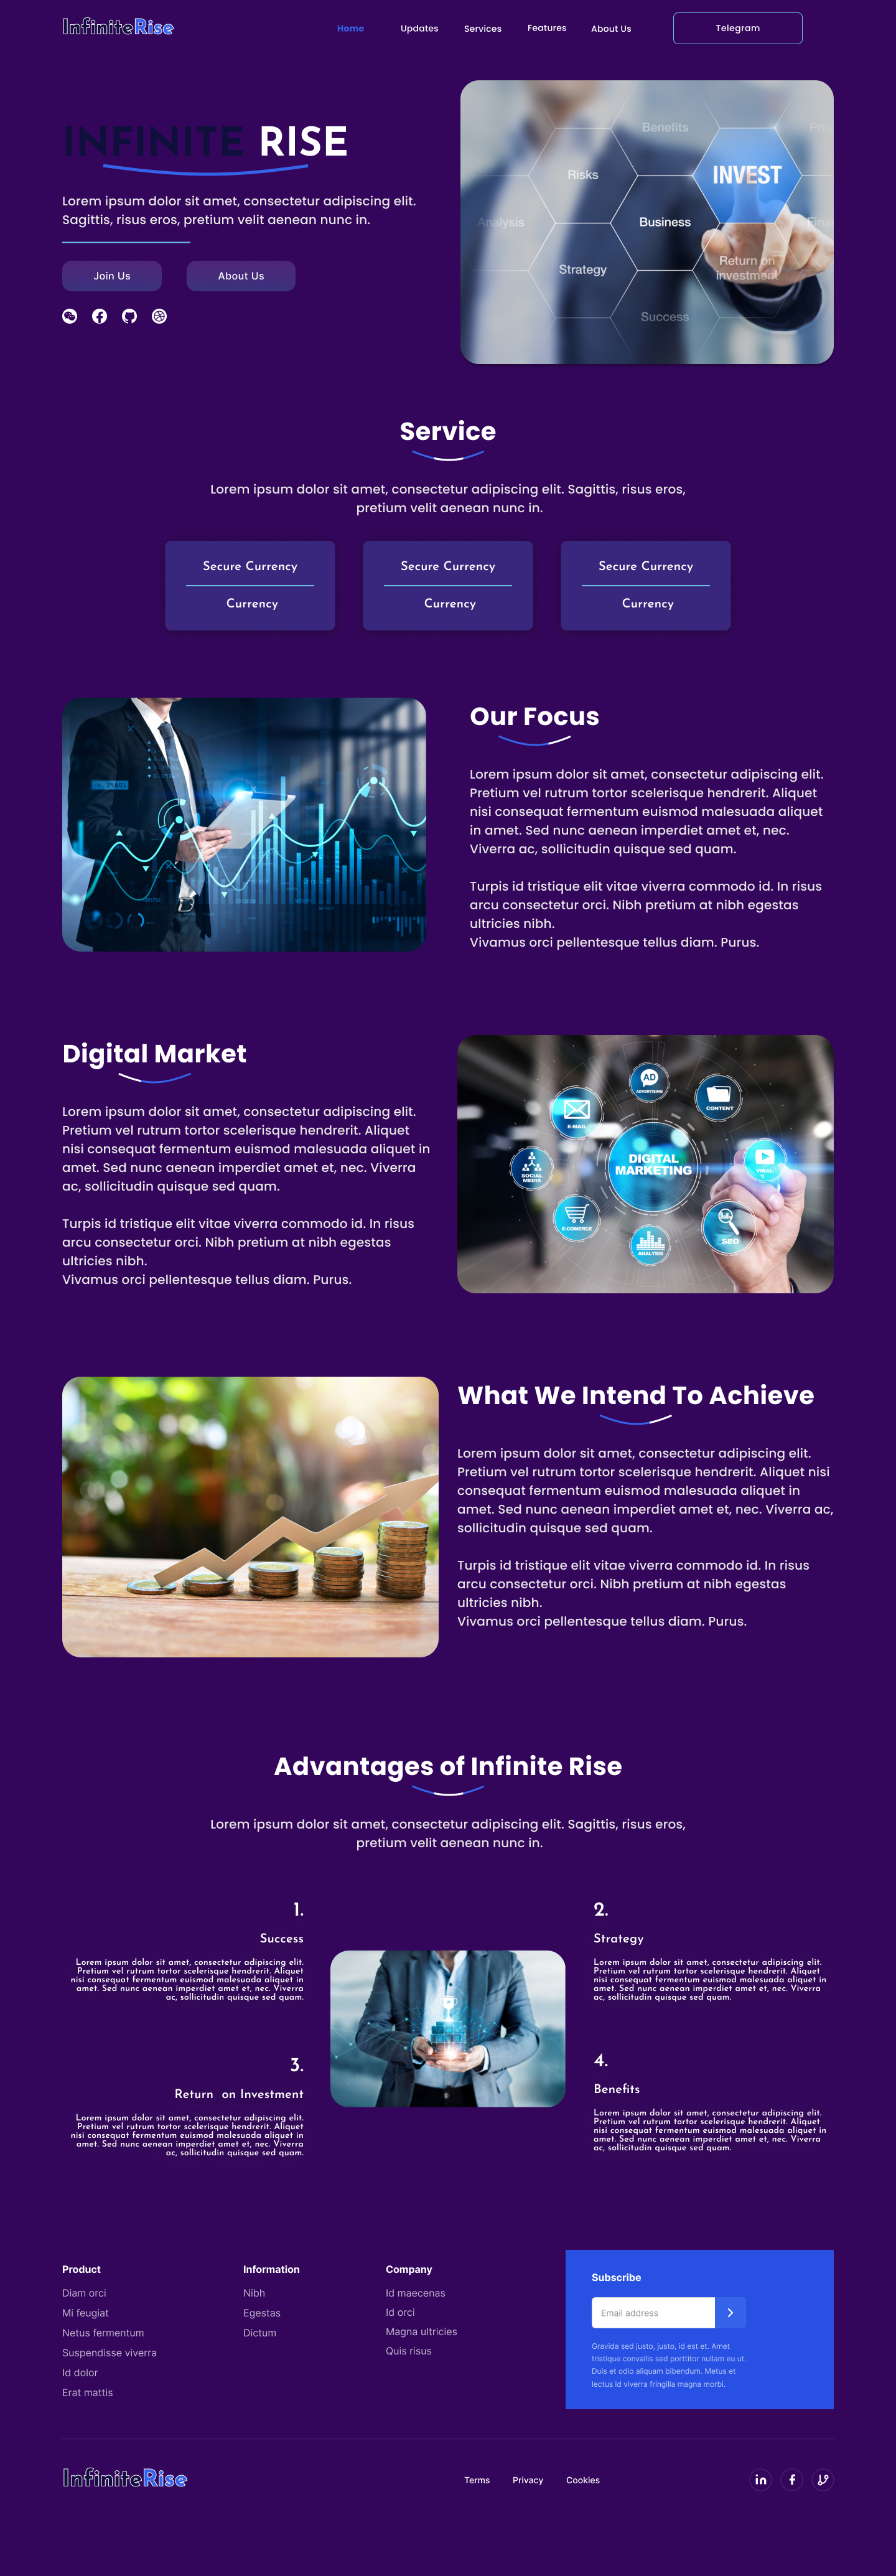 InfiniteRise
Home
Updates
Services
Features
About Us
Telegram
INFINITE RISE
Lorem ipsum dolor sit amet, consectetur adipiscing elit.
Sagittis, risus eros, pretium velit aenean nunc in.
Join Us
About Us
Benefits
Risks
INVEST
Analysis
Business
Strategy
Return on
investment
Success
Service
Lorem ipsum dolor sit amet, consectetur adipiscing elit. Sagittis, risus eros,
pretium velit aenean nunc in.
Secure Currency
Currency
Secure Currency
Currency
Secure Currency
Currency
Our Focus
Lorem ipsum dolor sit amet, consectetur adipiscing elit.
Pretium vel rutrum tortor scelerisque hendrerit. Aliquet
nisi consequat fermentum euismod malesuada aliquet
in amet. Sed nunc aenean imperdiet amet et, nec.
Viverra ac, sollicitudin quisque sed quam.
Turpis id tristique elit vitae viverra commodo id. In risus
arcu consectetur orci. Nibh pretium at nibh egestas
ultricies nibh.
Vivamus orci pellentesque tellus diam. Purus.
Digital Market
Lorem ipsum dolor sit amet, consectetur adipiscing elit.
Pretium vel rutrum tortor scelerisque hendrerit. Aliquet
nisi consequat fermentum euismod malesuada aliquet in
amet. Sed nunc aenean imperdiet amet et, nec. Viverra
ac, sollicitudin quisque sed quam.
Turpis id tristique elit vitae viverra commodo id. In risus
arcu consectetur orci. Nibh pretium at nibh egestas
ultricies nibh.
Vivamus orci pellentesque tellus diam. Purus.
AD
ADVERTISING
CONTENT
E-MAIL
DIGITAL
MARKETING
VIRAL
SOCIAL
MEDIA
E-COMERCE
SEO
ANALYSIS
What We Intend To Achieve
Lorem ipsum dolor sit amet, consectetur adipiscing elit.
Pretium vel rutrum tortor scelerisque hendrerit. Aliquet nisi
consequat fermentum euismod malesuada aliquet in
amet. Sed nunc aenean imperdiet amet et, nec. Viverra ac,
sollicitudin quisque sed quam.
Turpis id tristique elit vitae viverra commodo id. In risus
arcu consectetur orci. Nibh pretium at nibh egestas
ultricies nibh.
Vivamus orci pellentesque tellus diam. Purus.
Advantages of Infinite Rise
Lorem ipsum dolor sit amet, consectetur adipiscing elit. Sagittis, risus eros,
pretium velit aenean nunc in.
1.
Success
Lorem ipsum dolor sit amet, consectetur adipiscing elit.
Pretium vel rutrum tortor scelerisque hendrerit. Aliquet
nisi consequat fermentum euismod malesuada aliquet in
amet. Sed nunc aenean imperdiet amet et, nec. Viverra
ac, sollicitudin quisque sed quam.
2.
Strategy
Lorem ipsum dolor sit amet, consectetur adipiscing elit.
Pretium vel rutrum tortor scelerisque hendrerit. Aliquet
nisi consequat fermentum euismod malesuada aliquet in
amet. Sed nunc aenean imperdiet amet et, nec. Viverra
ac, sollicitudin quisque sed quam.
3.
Return on Investment
Lorem ipsum dolor sit amet, consectetur adipiscing elit.
Pretium vel rutrum tortor scelerisque hendrerit. Aliquet
nisi consequat fermentum euismod malesuada aliquet in
amet. Sed nunc aenean imperdiet amet et, nec. Viverra
ac, sollicitudin quisque sed quam.
4.
Benefits
Lorem ipsum dolor sit amet, consectetur adipiscing elit.
Pretium vel rutrum tortor scelerisque hendrerit. Aliquet
nisi consequat fermentum euismod malesuada aliquet in
amet. Sed nunc aenean imperdiet amet et, nec. Viverra
ac, sollicitudin quisque sed quam.
Product
Diam orci
Mi feugiat
Netus fermentum
Suspendisse viverra
Id dolor
Erat mattis
Information
Nibh
Egestas
Dictum
Company
Id maecenas
Id orci
Magna ultricies
Quis risus
Subscribe
Email address
Gravida sed justo, justo, id est et. Amet
tristique convallis sed porttitor nullam eu ut.
Duis et odio aliquam bibendum. Metus et
lectus id viverra fringilla magna morbi.
InfiniteRise
Terms
Privacy
Cookies